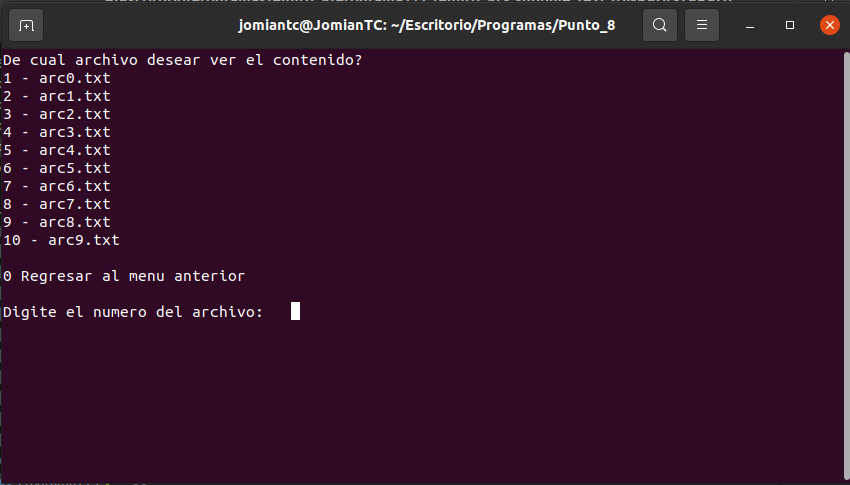 jomiantc@JomianTC: ~/Escritorio/Programas/Punto_8
De cual archivo desear ver el contenido?
1 - arc0.txt
2 - arc1.txt
3 - arc2.txt
4 - arc3.txt
5 - arc4.txt
6 - arc5.txt
7 - arc6.txt
8 - arc7.txt
9 - arc8.txt
10 - arc9.txt
0 Regresar al menu anterior
Digite el numero del archivo: